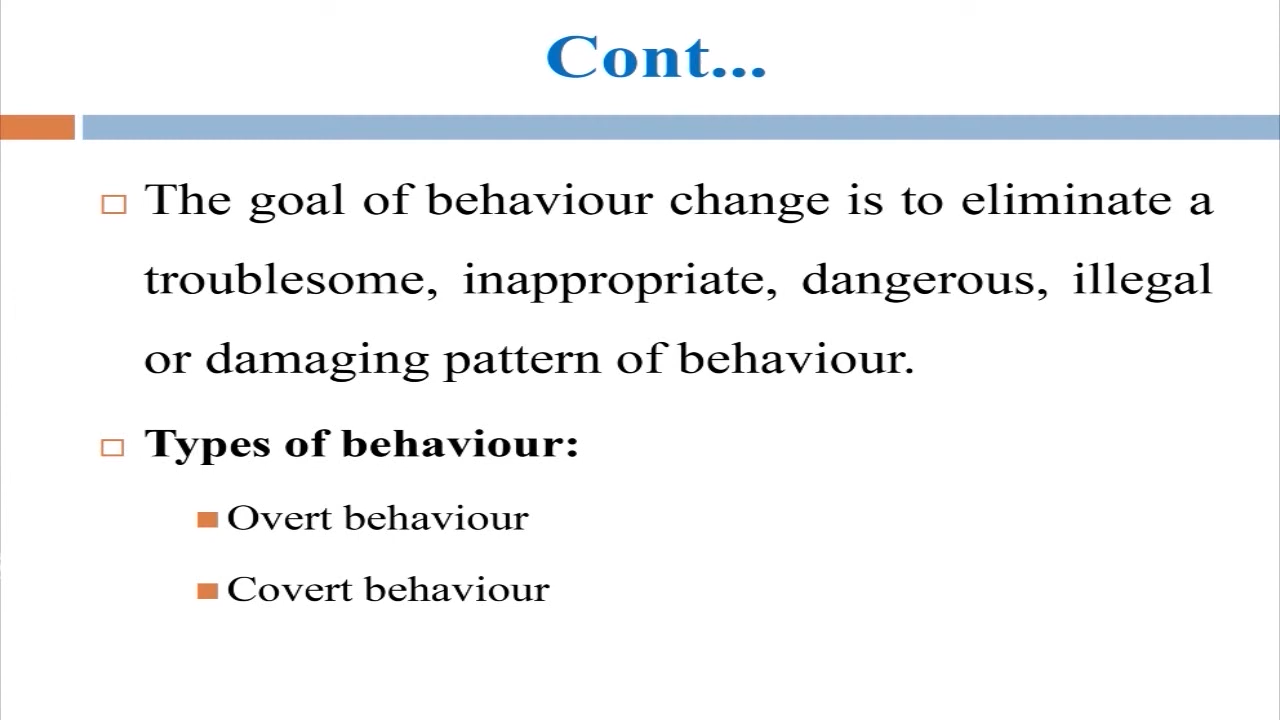 Cont...
The goal of behaviour change is to eliminate a
troublesome, inappropriate, dangerous, illegal
or damaging pattern of behaviour.
Types of behaviour:
Overt behaviour
Covert behaviour